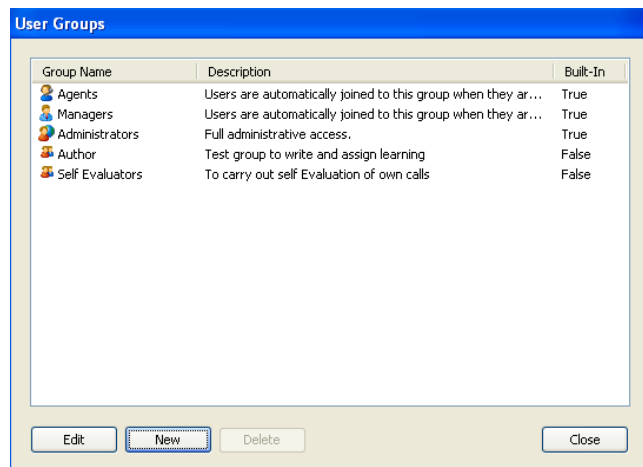 User Groups
Group Name Description Built-In
Agents Users are automatically joined to this group when they ar... True
Managers Users are automatically joined to this group when they ar... True
Administrators Full administrative access. True
Author Test group to write and assign learning False
Self Evaluators To carry out self Evaluation of own calls False
Edit New Delete Close